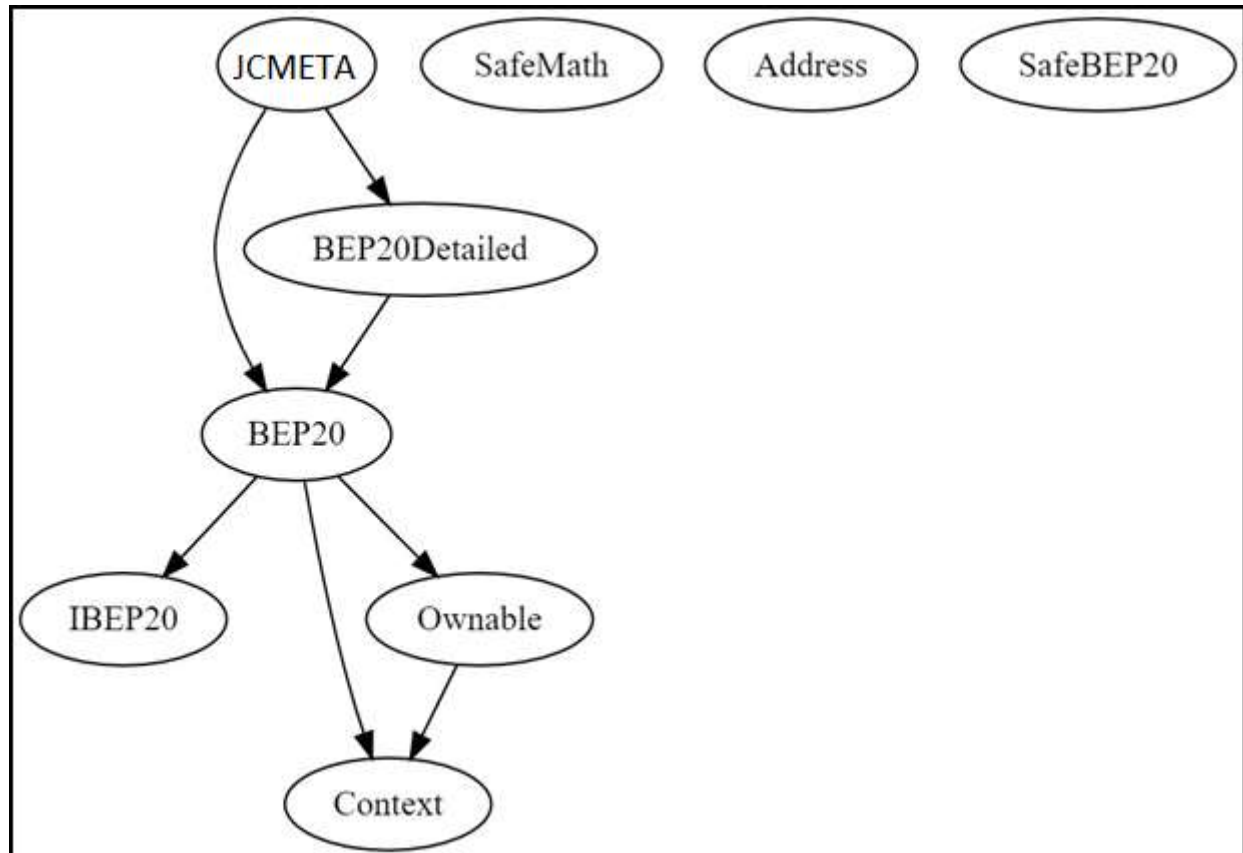 JCMETA
SafeMath
Address
SafeBEP20
BEP20Detailed
BEP20
IBEP20
Ownable
Context